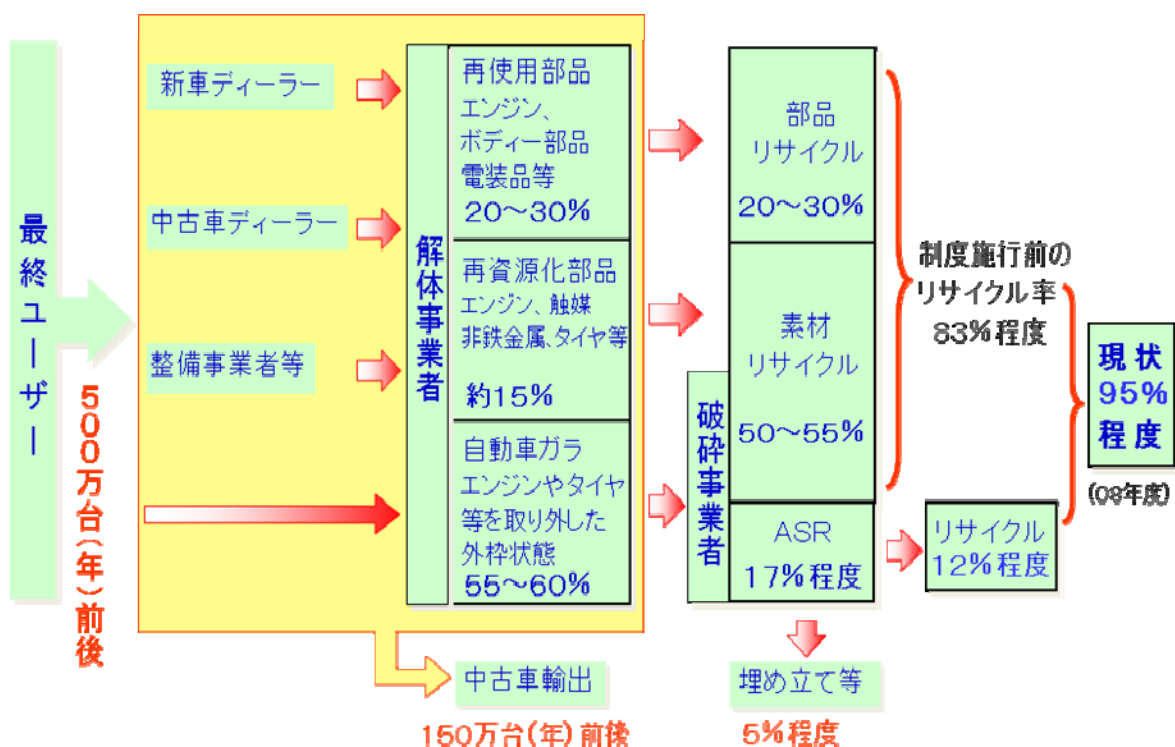 最終ユーザー
500万台(年)前後
新車ディーラー
中古車ディーラー
整備事業者等
解体事業者
再使用部品
エンジン、
ボディー部品
電装品等
20～30%
再資源化部品
エンジン、触媒
非鉄金属、タイヤ等
約15%
自動車ガラ
エンジンやタイヤ
等を取り外した
外枠状態
55～60%
中古車輸出
150万台(年)前後
破砕事業者
部品
リサイクル
20～30%
素材
リサイクル
50～55%
ASR
17%程度
埋め立て等
5%程度
制度施行前の
リサイクル率
83%程度
リサイクル
12%程度
現状
95%
程度
(08年度)